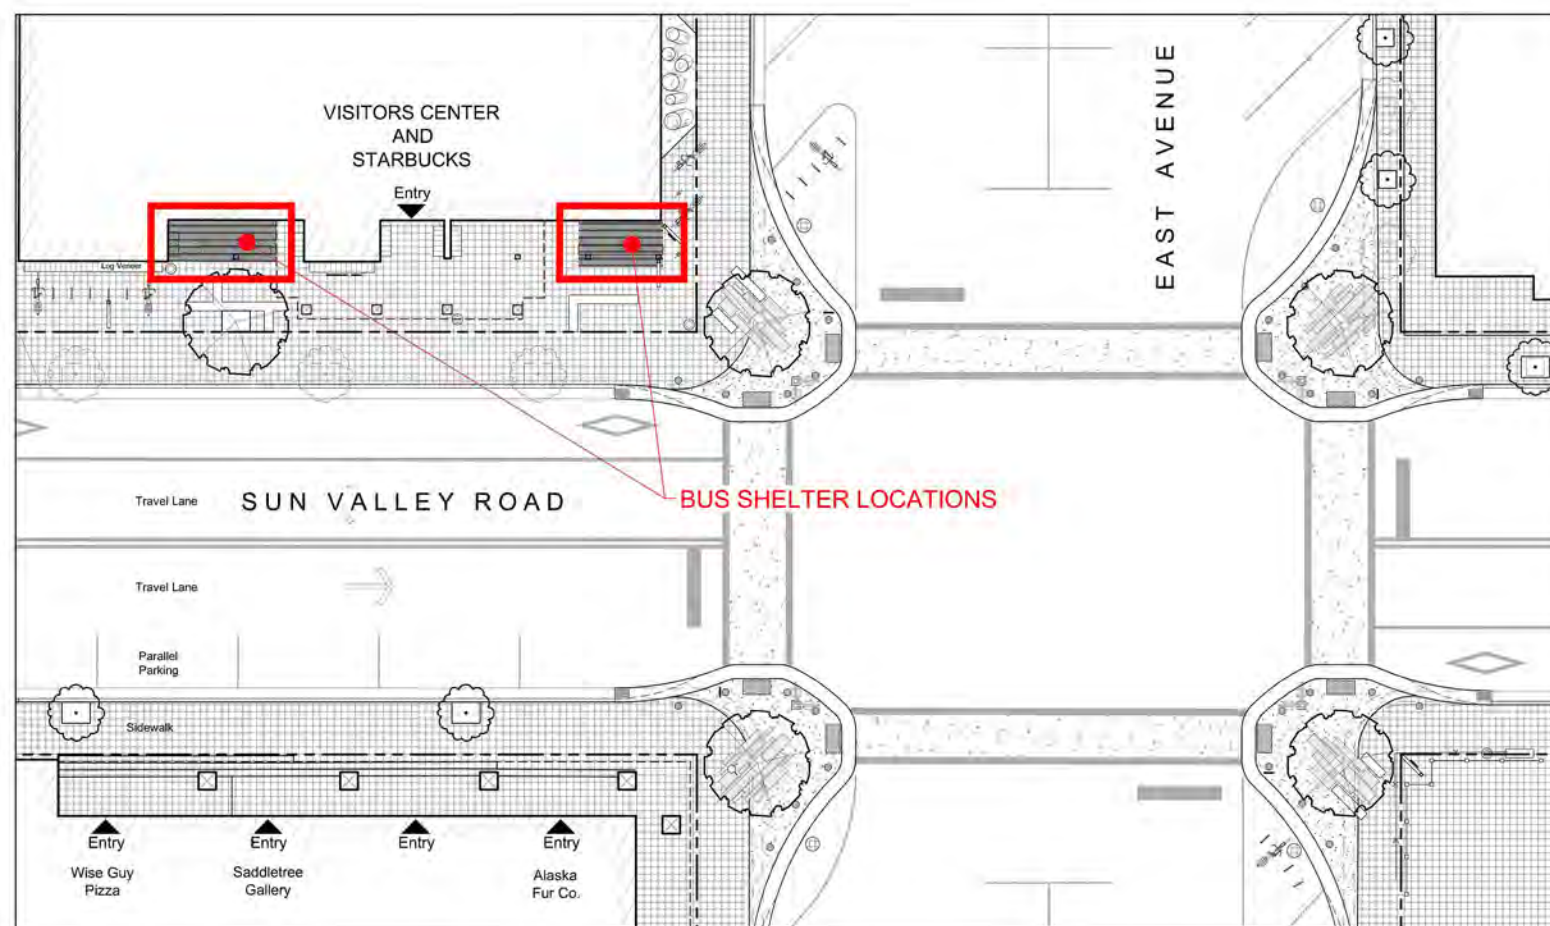 VISITORS CENTER
AND
STARBUCKS
Entry
EAST AVENUE
Log Veneer
Travel Lane
SUN VALLEY ROAD
BUS SHELTER LOCATIONS
Travel Lane
Parallel
Parking
Sidewalk
Entry
Entry
Entry
Entry
Wise Guy
Pizza
Saddletree
Gallery
Alaska
Fur Co.